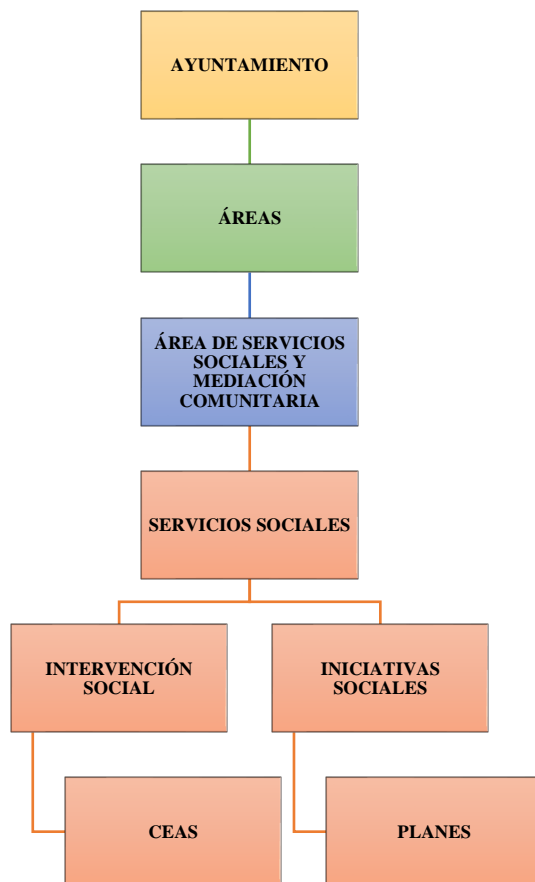 AYUNTAMIENTO
ÁREAS
ÁREA DE SERVICIOS
SOCIALES Y
MEDIACIÓN
COMUNITARIA
SERVICIOS SOCIALES
INTERVENCIÓN
SOCIAL
INICIATIVAS
SOCIALES
CEAS
PLANES